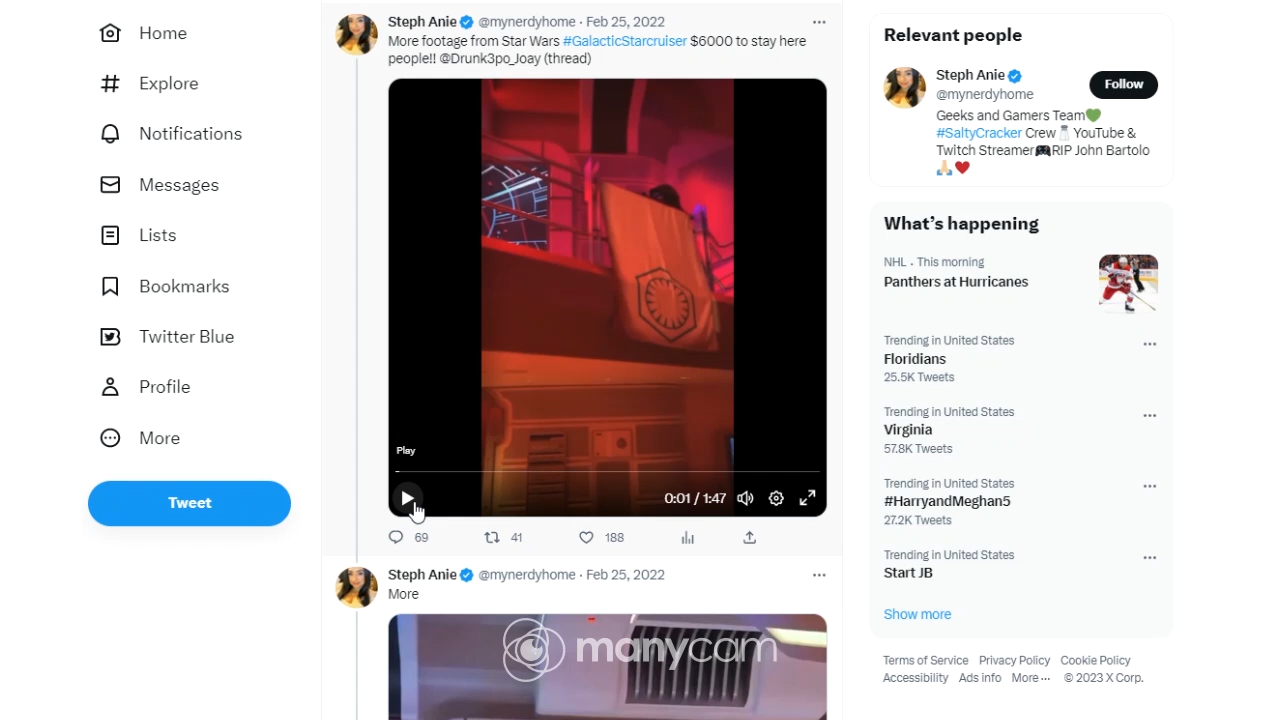 Home
Explore
Notifications
Messages
Lists
Bookmarks
Twitter Blue
Profile
More
Tweet
Steph Anie @mynerdyhome · Feb 25, 2022
More footage from Star Wars #GalacticStarcruiser $6000 to stay here
people!! @Drunk3po_Joay (thread)
Play
0:01 / 1:47
69
41
188
Steph Anie @mynerdyhome · Feb 25, 2022
More
manycam
Relevant people
Steph Anie
@mynerdyhome
Follow
Geeks and Gamers Team💚
#SaltyCracker Crew🧂YouTube &
Twitch Streamer🎮RIP John Bartolo
🙏🏼❤️
What's happening
NHL · This morning
Panthers at Hurricanes
Trending in United States
Floridians
25.5K Tweets
Trending in United States
Virginia
57.8K Tweets
Trending in United States
#HarryandMeghan5
27.2K Tweets
Trending in United States
Start JB
Show more
Terms of Service Privacy Policy Cookie Policy
Accessibility Ads info More ··· © 2023 X Corp.